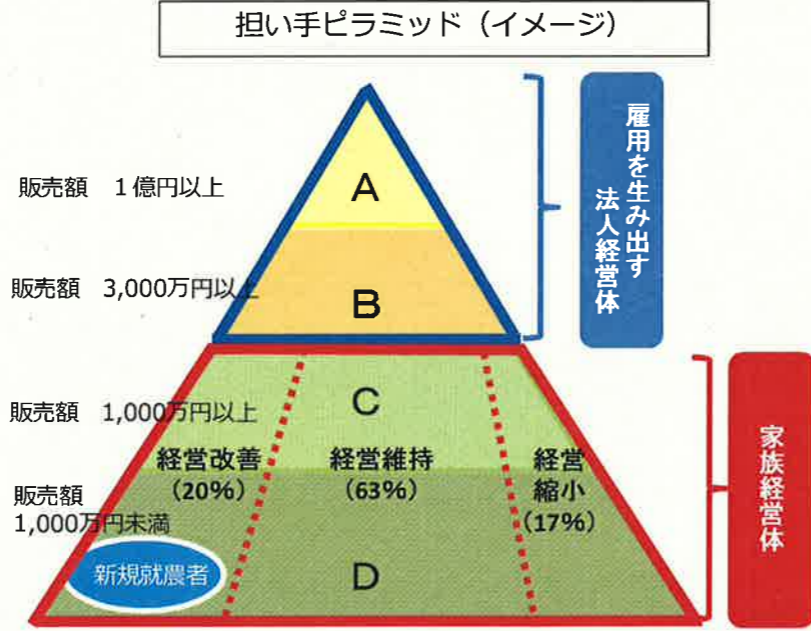 担い手ピラミッド（イメージ）
販売額　１億円以上
A
雇用を生み出す
法人経営体
販売額　3,000万円以上
B
販売額　1,000万円以上
C
経営改善
（20%）
経営維持
（63%）
経営
縮小
（17%）
家族経営体
販売額
1,000万円未満
新規就農者
D